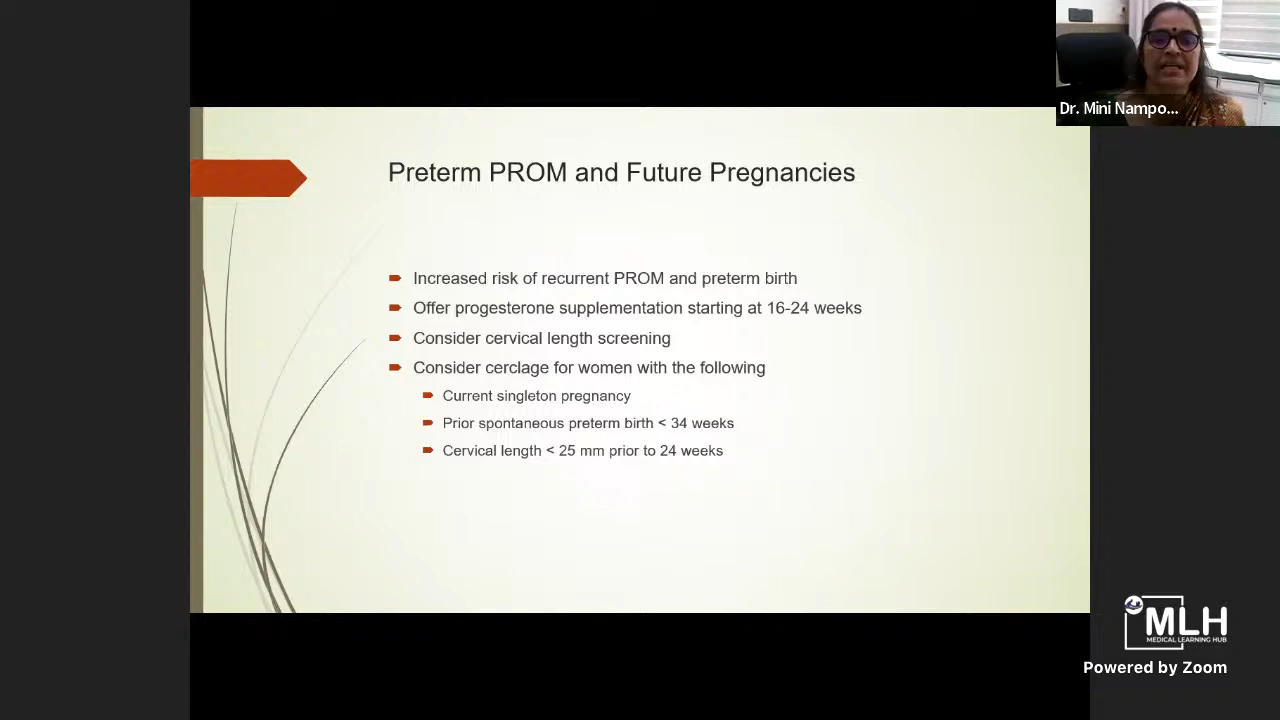 Dr. Mini Nampo...
Preterm PROM and Future Pregnancies
Increased risk of recurrent PROM and preterm birth
Offer progesterone supplementation starting at 16-24 weeks
Consider cervical length screening
Consider cerclage for women with the following
Current singleton pregnancy
Prior spontaneous preterm birth < 34 weeks
Cervical length < 25 mm prior to 24 weeks
MLH
MEDICAL LEARNING HUB
Powered by Zoom